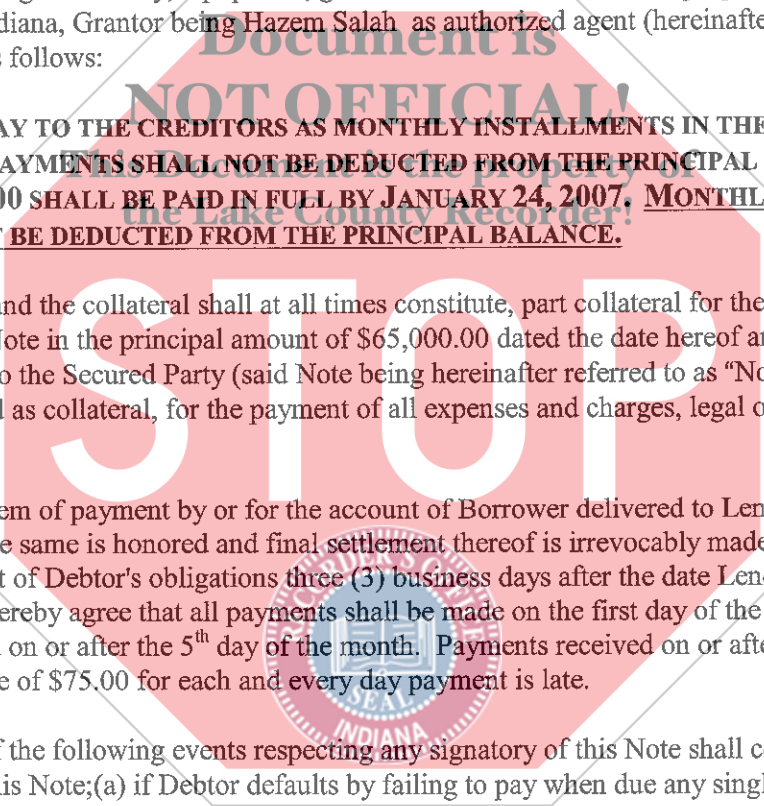 diana, Grantor being Hazem Salah as authorized agent (hereinafte
Document is
s follows:
NOT OFFICIAL!
AY TO THE CREDITORS AS MONTHLY INSTALLMENTS IN THE
This Document is the property of
AYMENTS SHALL NOT BE DEDUCTED FROM THE PRINCIPAL
00 SHALL BE PAID IN FULL BY JANUARY 24, 2007. MONTHL
the Lake County Recorder!
BE DEDUCTED FROM THE PRINCIPAL BALANCE.
STOP
and the collateral shall at all times constitute, part collateral for the
Note in the principal amount of $65,000.00 dated the date hereof a
o the Secured Party (said Note being hereinafter referred to as “No
d as collateral, for the payment of all expenses and charges, legal o
em of payment by or for the account of Borrower delivered to Len
e same is honored and final settlement thereof is irrevocably made
t of Debtor's obligations three (3) business days after the date Len
ereby agree that all payments shall be made on the first day of the
on or after the 5th day of the month. Payments received on or afte
e of $75.00 for each and every day payment is late.
SEAL
INDIANA
f the following events respecting any signatory of this Note shall c
is Note;(a) if Debtor defaults by failing to pay when due any singl